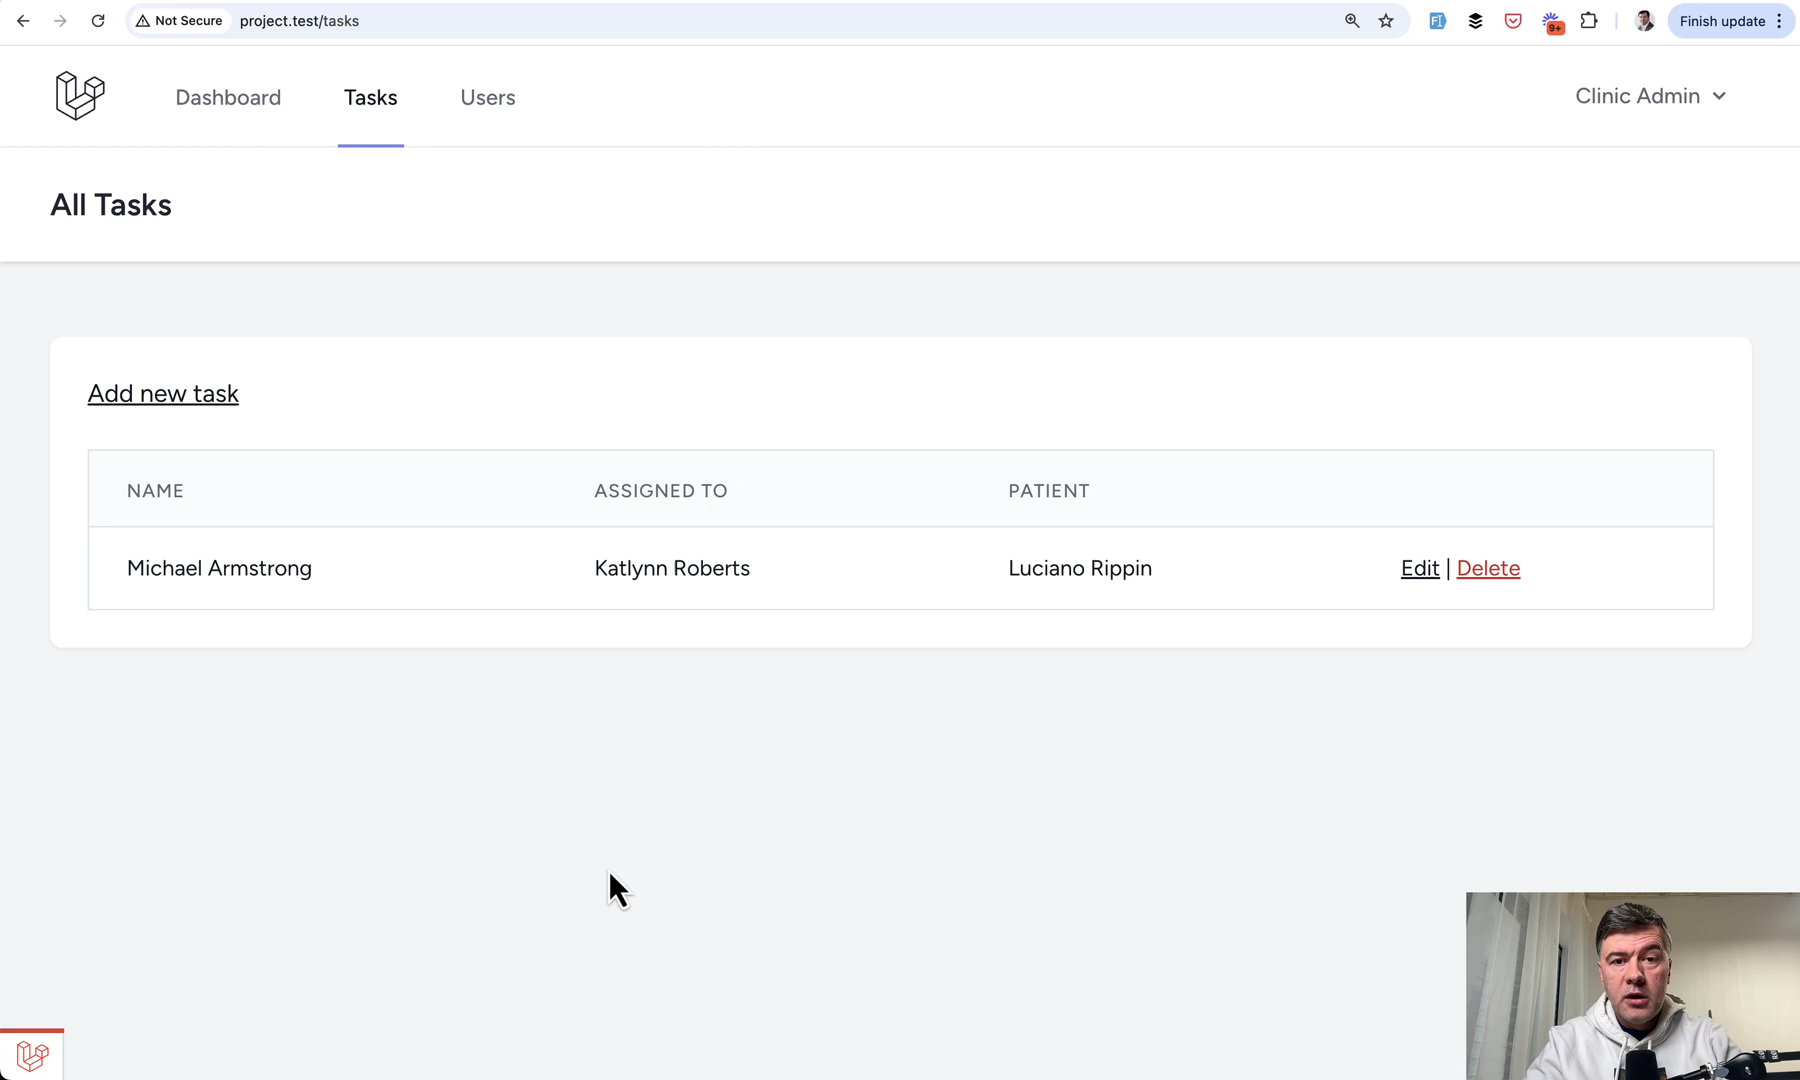 Not Secure project.test/tasks 9+ Finish update
Dashboard Tasks Users Clinic Admin
All Tasks
Add new task
NAME ASSIGNED TO PATIENT
Michael Armstrong Katlynn Roberts Luciano Rippin Edit | Delete